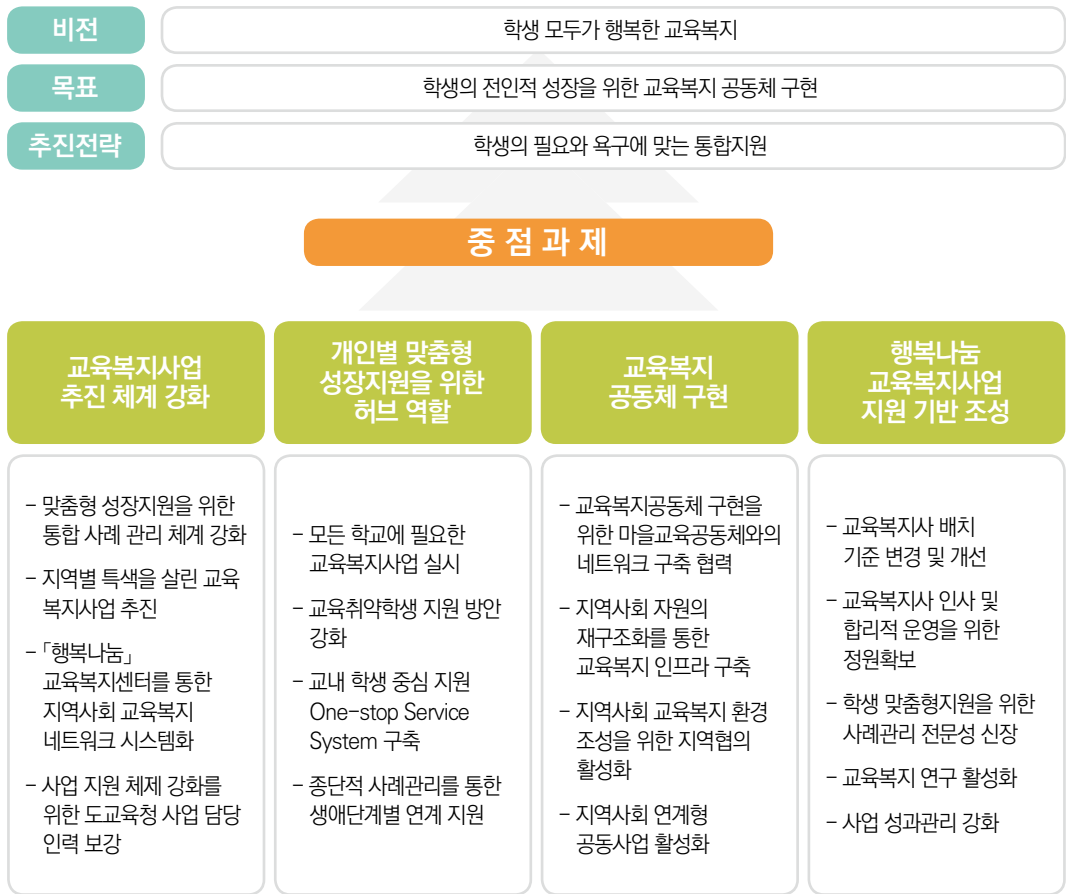 비전
학생 모두가 행복한 교육복지
목표
학생의 전인적 성장을 위한 교육복지 공동체 구현
추진전략
학생의 필요와 욕구에 맞는 통합지원
중점과제
교육복지사업
추진 체계 강화
- 맞춤형 성장지원을 위한
통합 사례 관리 체계 강화
- 지역별 특색을 살린 교육
복지사업 추진
- 「행복나눔」
교육복지센터를 통한
지역사회 교육복지
네트워크 시스템화
- 사업 지원 체제 강화를
위한 도교육청 사업 담당
인력 보강
개인별 맞춤형
성장지원을 위한
허브 역할
- 모든 학교에 필요한
교육복지사업 실시
- 교육취약학생 지원 방안
강화
- 교내 학생 중심 지원
One-stop Service
System 구축
- 종단적 사례관리를 통한
생애단계별 연계 지원
교육복지
공동체 구현
- 교육복지공동체 구현을
위한 마을교육공동체와의
네트워크 구축 협력
- 지역사회 자원의
재구조화를 통한
교육복지 인프라 구축
- 지역사회 교육복지 환경
조성을 위한 지역협의
활성화
- 지역사회 연계형
공동사업 활성화
행복나눔
교육복지사업
지원 기반 조성
- 교육복지사 배치
기준 변경 및 개선
- 교육복지사 인사 및
합리적 운영을 위한
정원확보
- 학생 맞춤형지원을 위한
사례관리 전문성 신장
- 교육복지 연구 활성화
- 사업 성과관리 강화